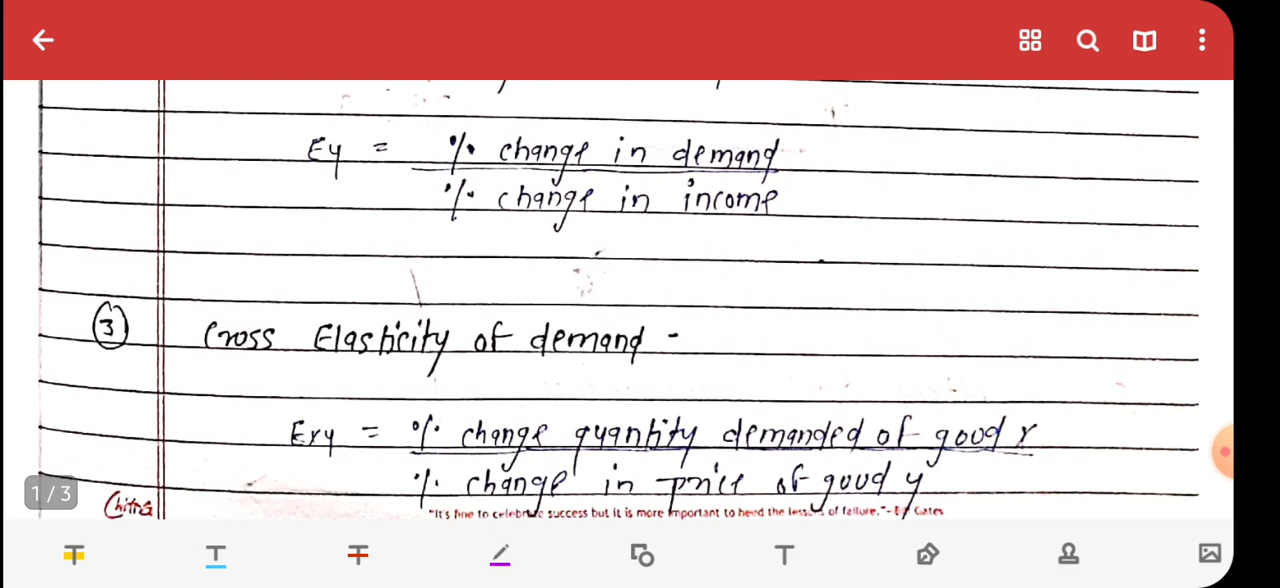 Ey = % change in demand
% change in income
3 Cross Elasticity of demand -
Exy = % change quantity demanded of good x
% change in price of good y
1 / 3
Chitra
"It's fine to celebrate success but it is more important to heed the lessons of failure." - Bill Gates
T T T T